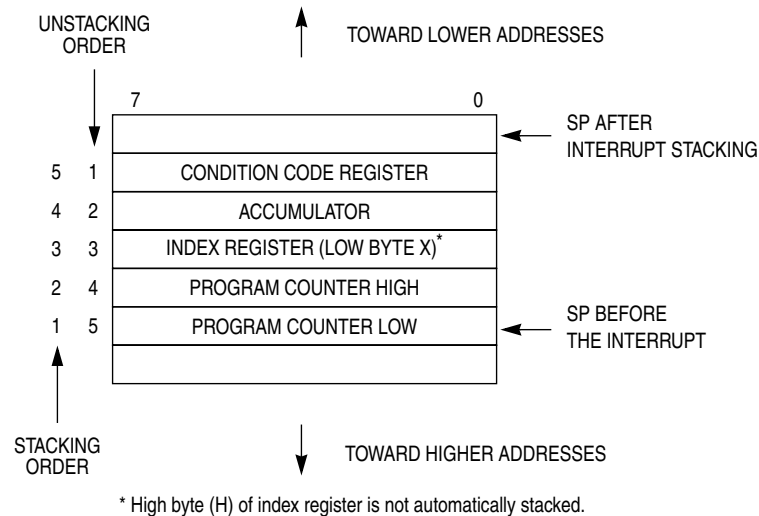 UNSTACKING
ORDER
TOWARD LOWER ADDRESSES
7 0
SP AFTER
INTERRUPT STACKING
5 1 CONDITION CODE REGISTER
4 2 ACCUMULATOR
3 3 INDEX REGISTER (LOW BYTE X)*
2 4 PROGRAM COUNTER HIGH
1 5 PROGRAM COUNTER LOW
SP BEFORE
THE INTERRUPT
STACKING
ORDER
TOWARD HIGHER ADDRESSES
* High byte (H) of index register is not automatically stacked.